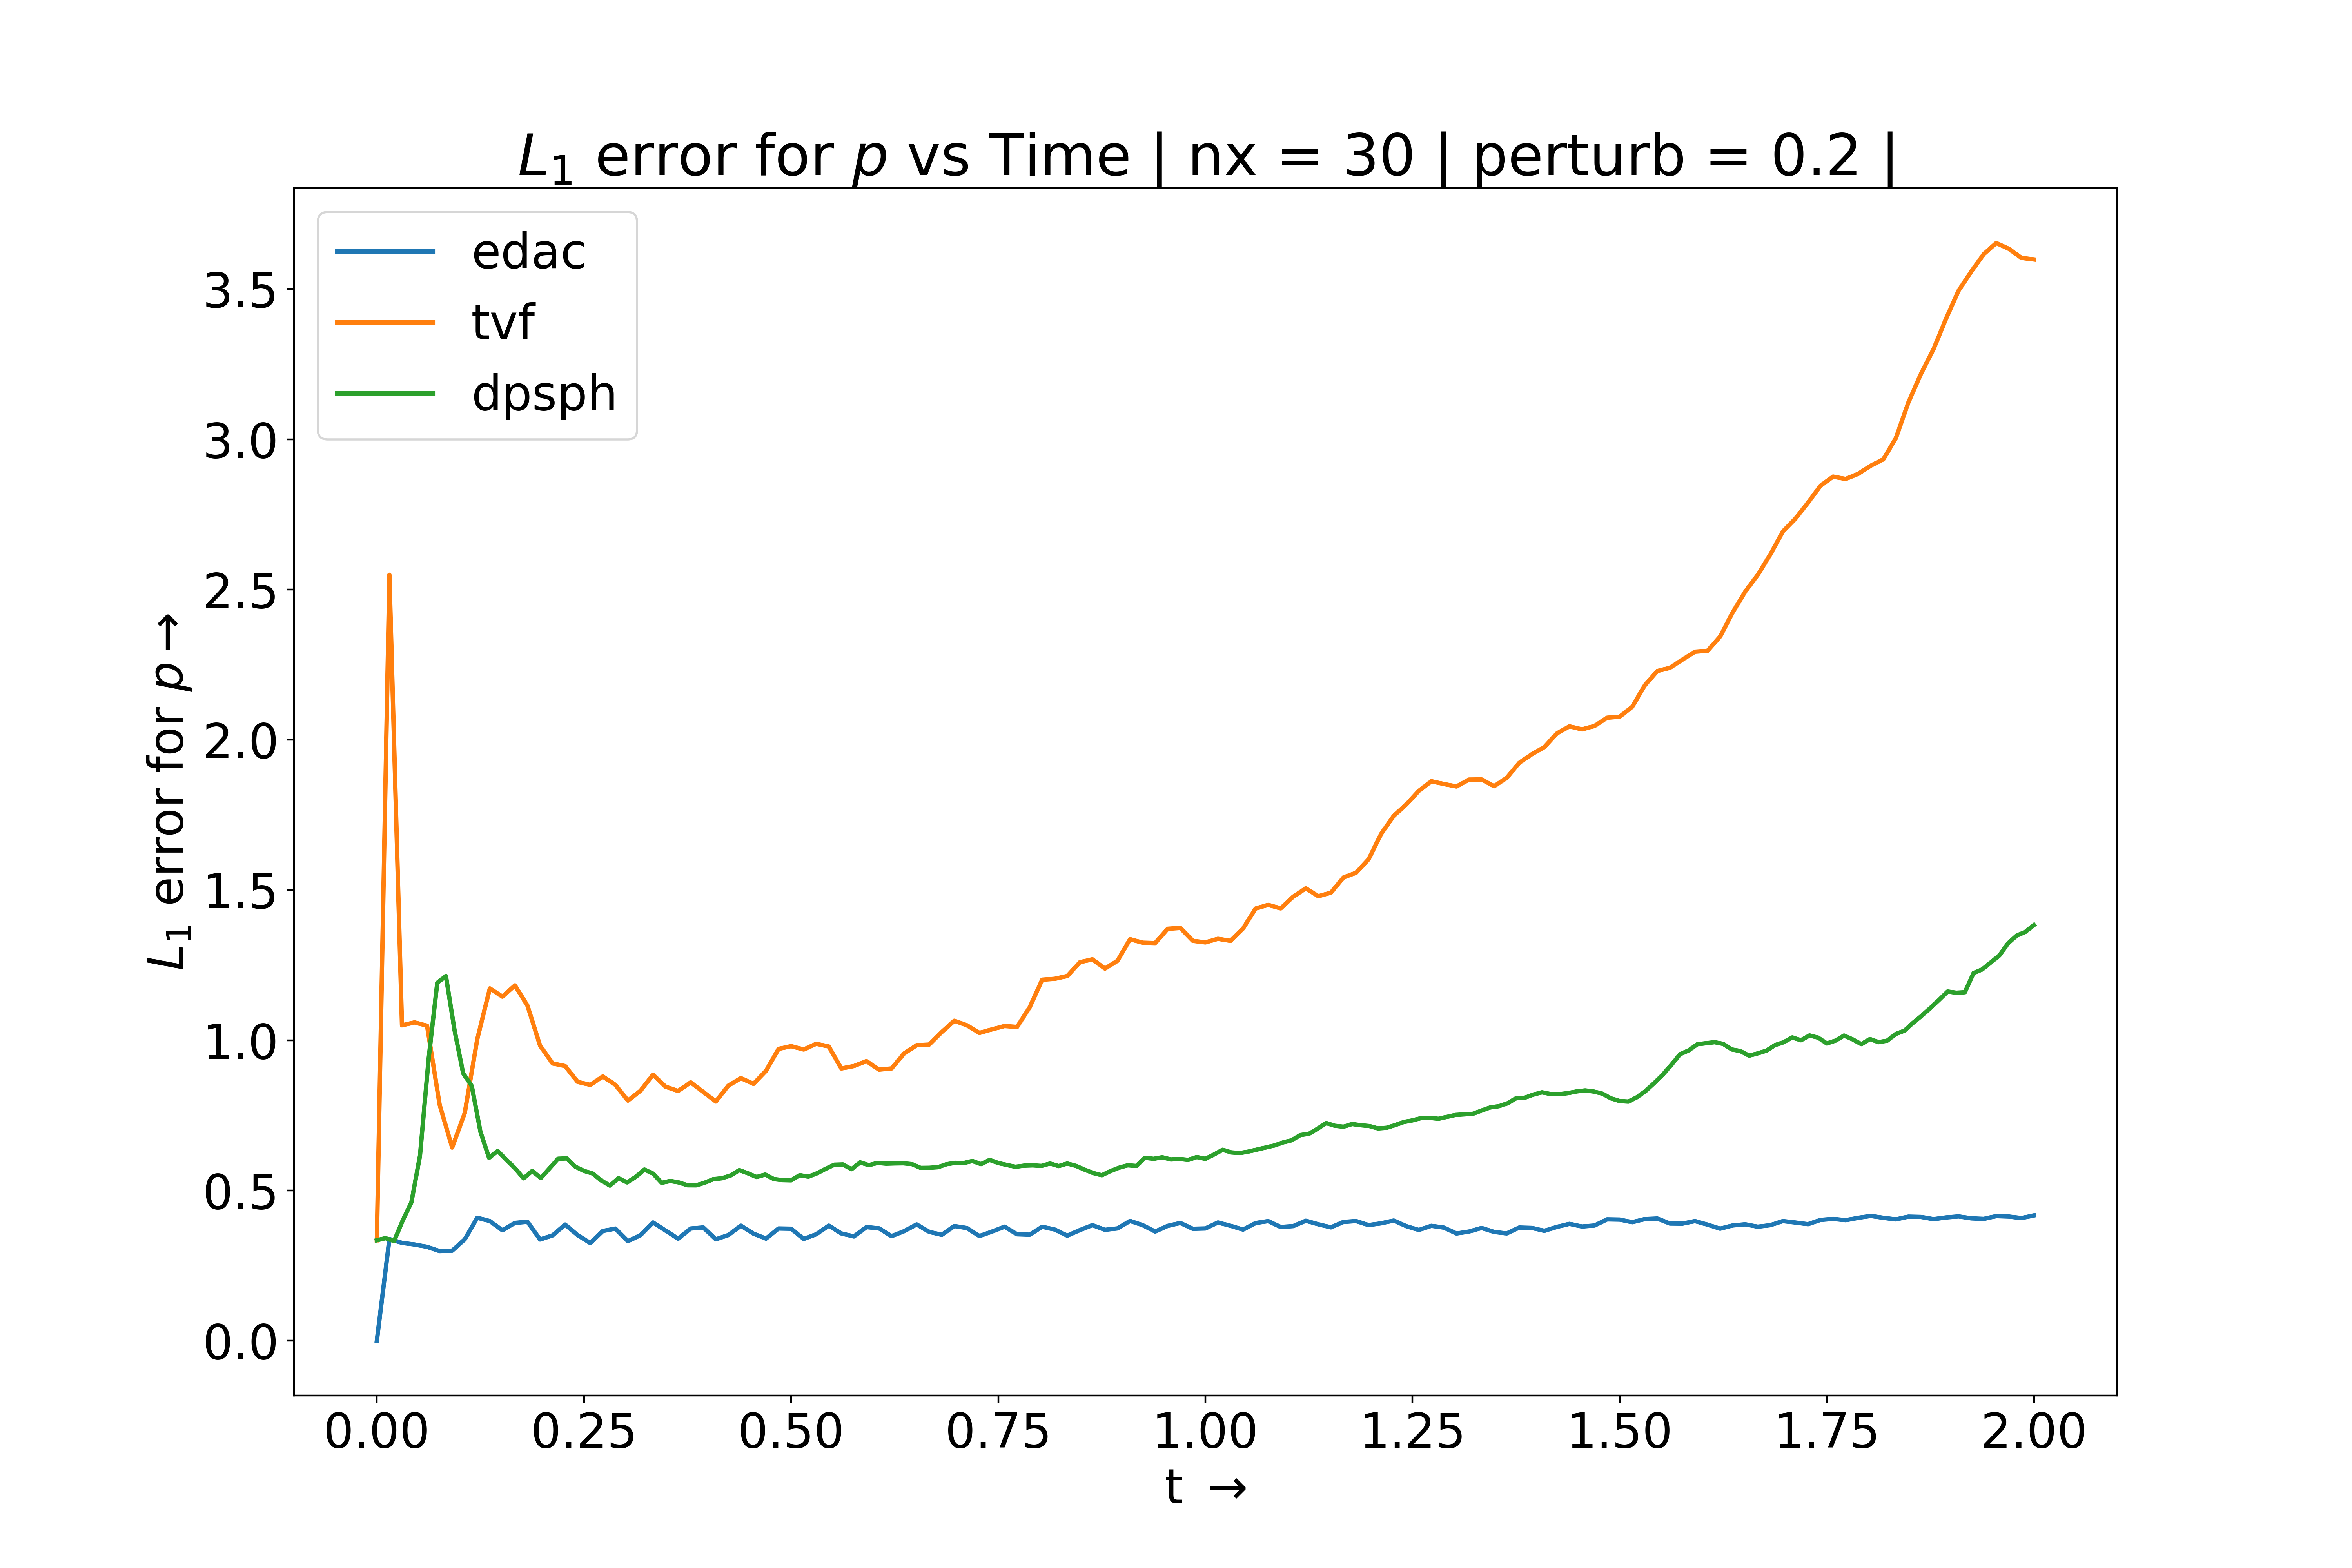 L₁ error for p vs Time | nx = 30 | perturb = 0.2 |
edac
tvf
dpsph
L₁ error for p→
3.5
3.0
2.5
2.0
1.5
1.0
0.5
0.0
0.00 0.25 0.50 0.75 1.00 1.25 1.50 1.75 2.00
t →